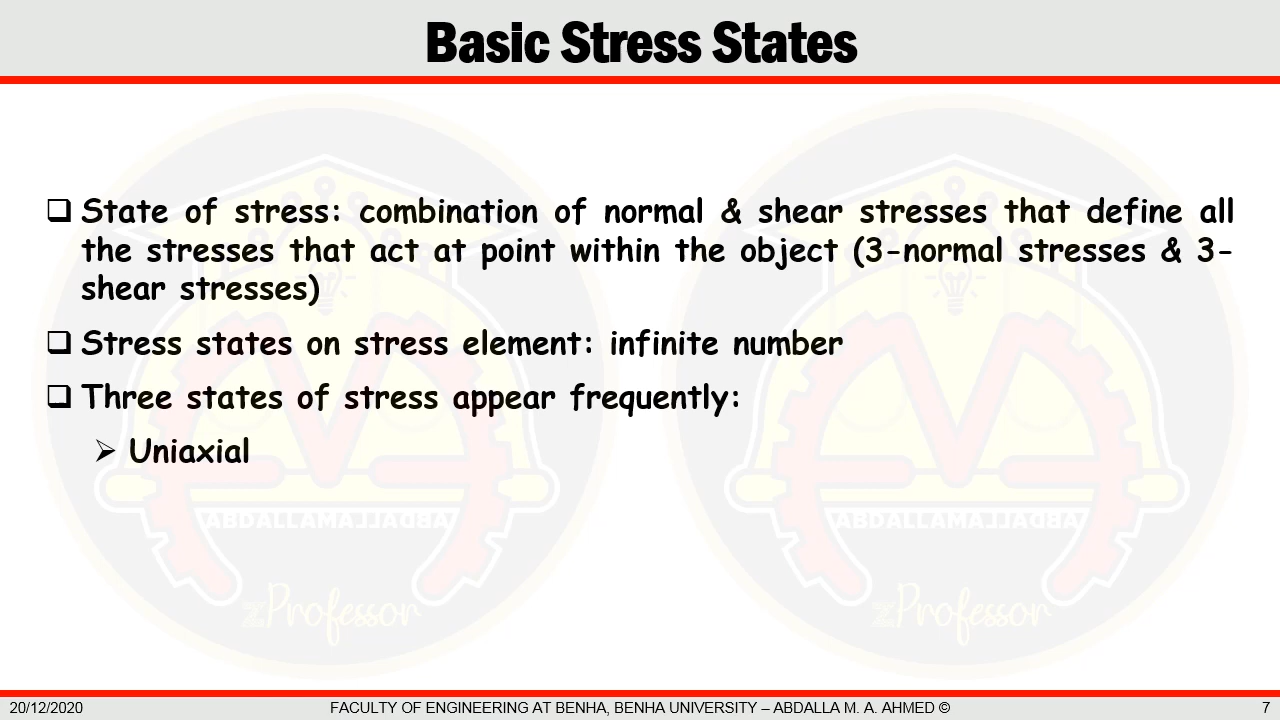 Basic Stress States
❑ State of stress: combination of normal & shear stresses that define all
the stresses that act at point within the object (3-normal stresses & 3-
shear stresses)
❑ Stress states on stress element: infinite number
❑ Three states of stress appear frequently:
➢ Uniaxial
zProfessor
zProfessor
20/12/2020 FACULTY OF ENGINEERING AT BENHA, BENHA UNIVERSITY – ABDALLA M. A. AHMED © 7